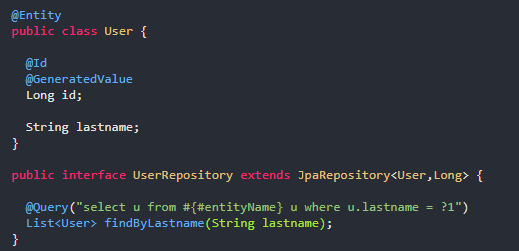 @Entity
public class User {
@Id
@GeneratedValue
Long id;
String lastname;
}
public interface UserRepository extends JpaRepository<User,Long> {
@Query("select u from #{#entityName} u where u.lastname = ?1")
List<User> findByLastname(String lastname);
}